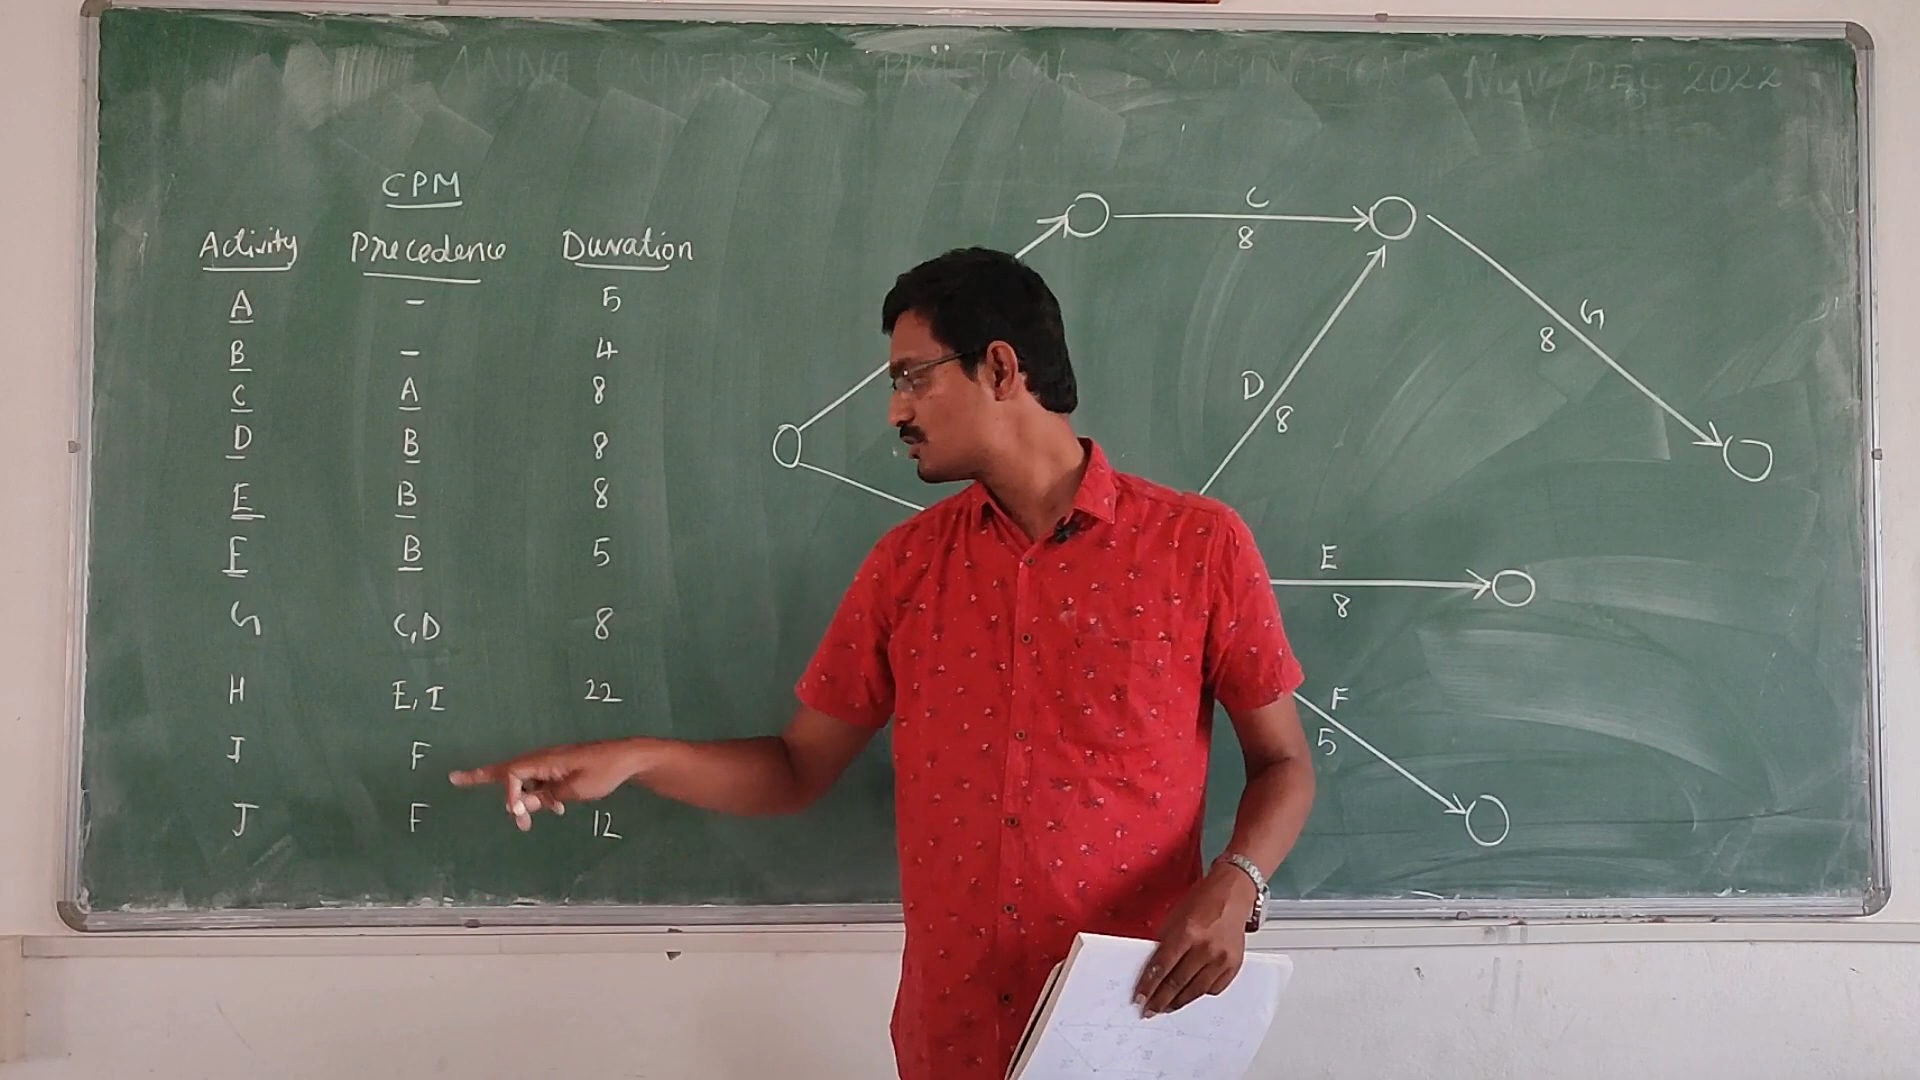 ANNA UNIVERSITY PRACTICAL EXAMINATION NOV/DEC 2022
CPM
Activity Precedence Duration
A - 5
B - 4
C A 8
D B 8
E B 8
F B 5
G C,D 8
H E,I 22
I F
J F 12
C
8
G
8
D
8
E
8
F
5